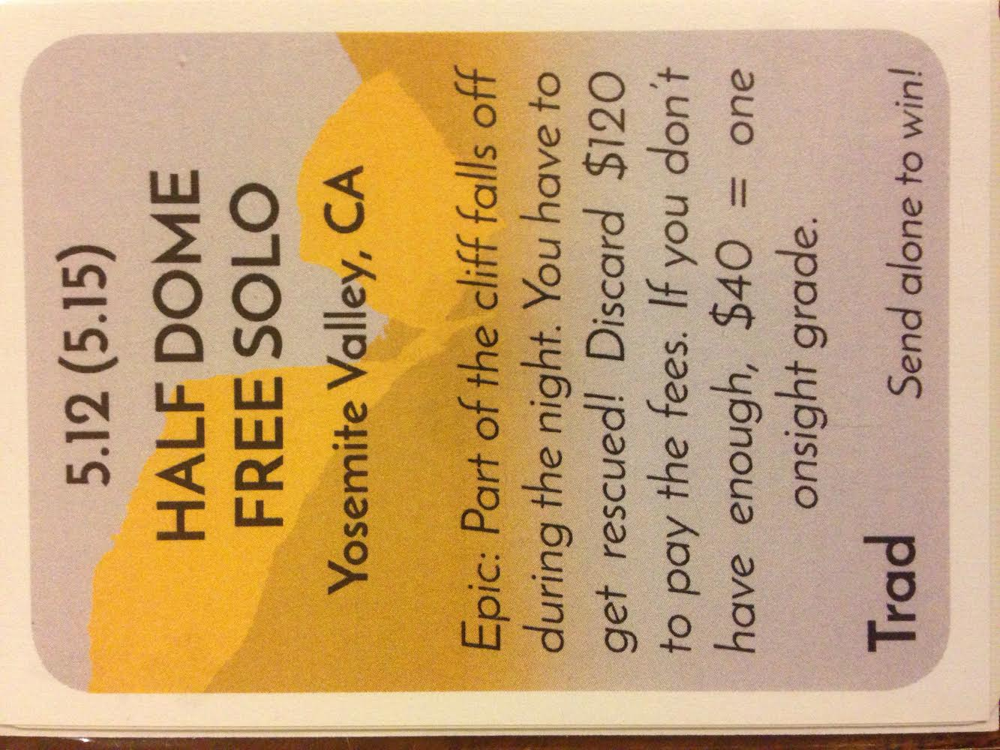 5.12 (5.15)
HALF DOME
FREE SOLO
Yosemite Valley, CA
Epic: Part of the cliff falls off
during the night. You have to
get rescued! Discard $120
to pay the fees. If you don't
have enough, $40 = one
onsight grade.
Trad
Send alone to win!